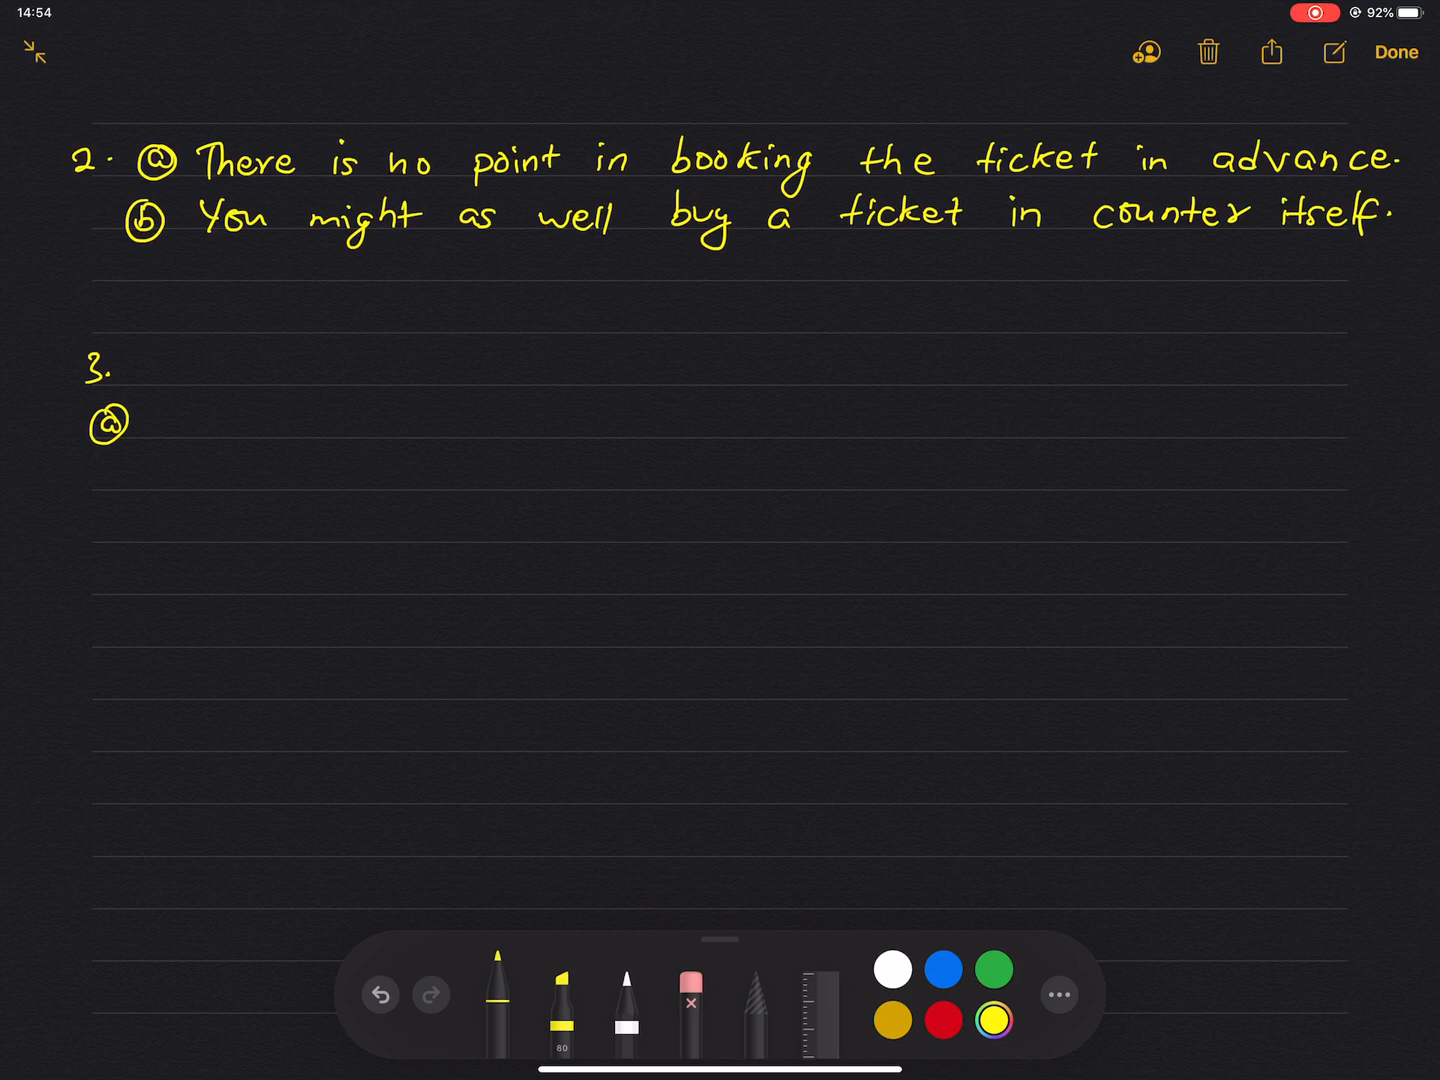 14:54
92%
Done
2. ⓐ There is no point in booking the ticket in advance.
ⓑ You might as well buy a ticket in counter itself.
3.
ⓐ
80